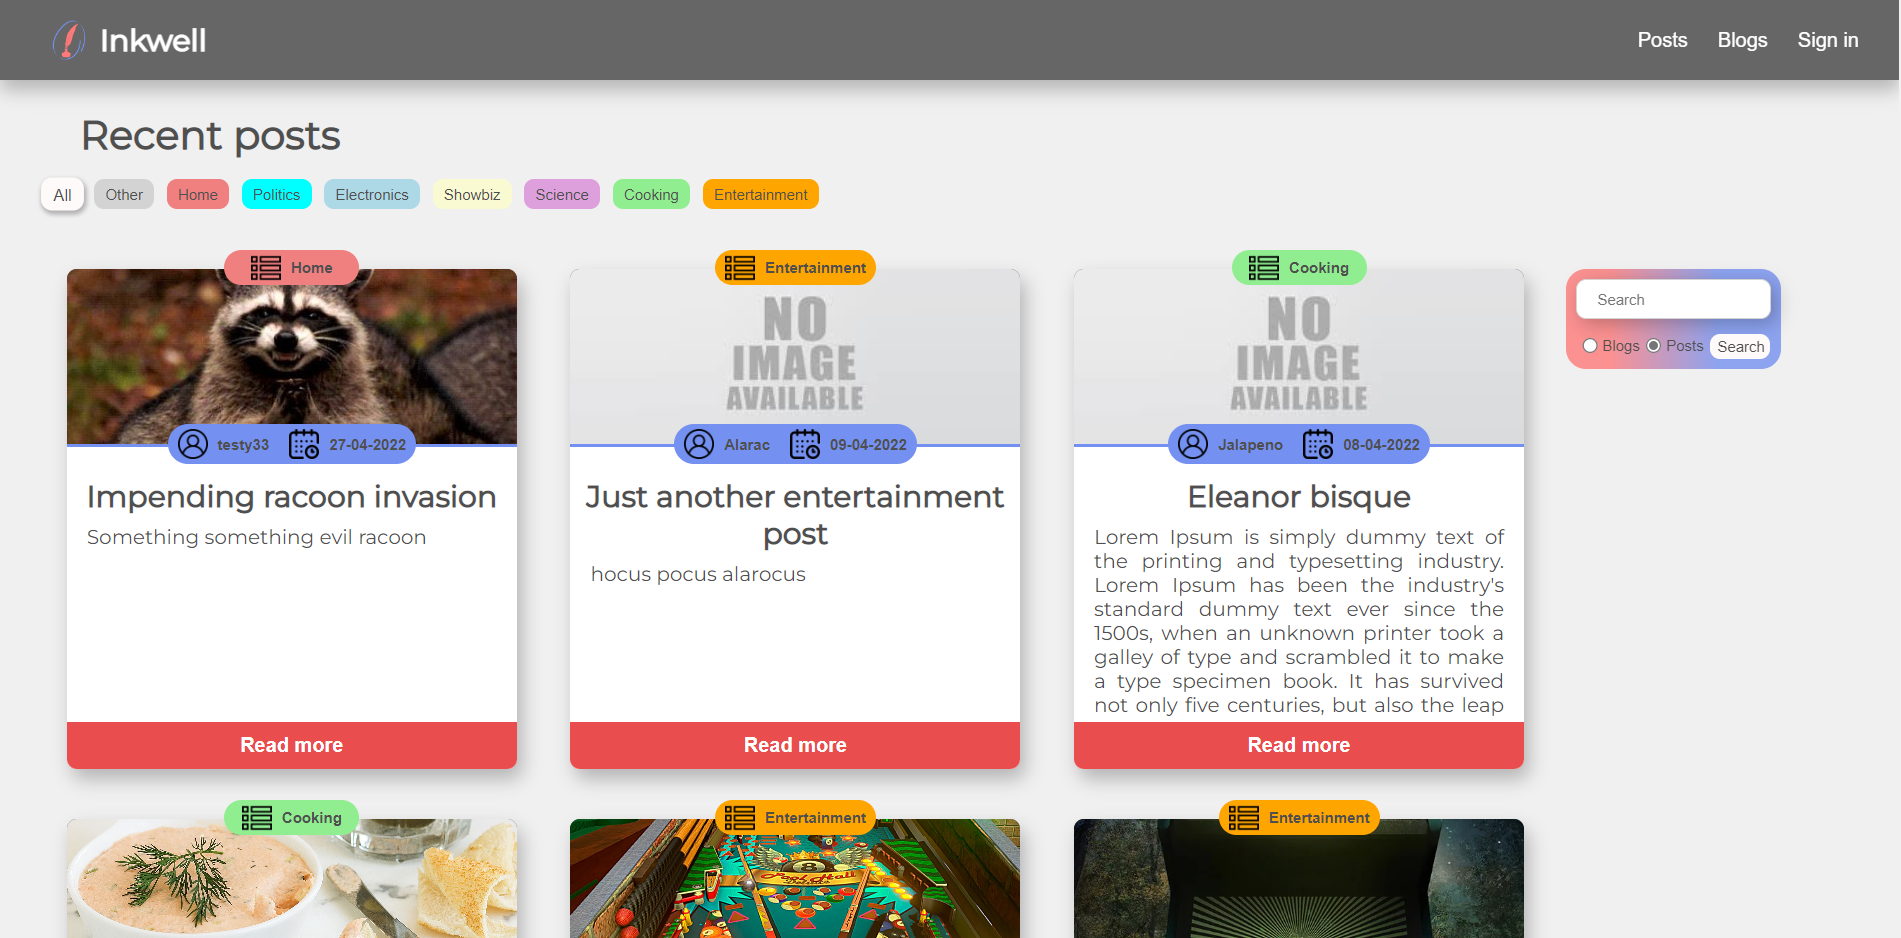 Inkwell
Posts
Blogs
Sign in
Recent posts
All
Other
Home
Politics
Electronics
Showbiz
Science
Cooking
Entertainment
Home
NO
IMAGE
AVAILABLE
testy33
27-04-2022
Impending racoon invasion
Something something evil racoon
Read more
Entertainment
NO
IMAGE
AVAILABLE
Alarac
09-04-2022
Just another entertainment
post
hocus pocus alarocus
Read more
Cooking
Jalapeno
08-04-2022
Eleanor bisque
Lorem Ipsum is simply dummy text of
the printing and typesetting industry.
Lorem Ipsum has been the industry's
standard dummy text ever since the
1500s, when an unknown printer took a
galley of type and scrambled it to make
a type specimen book. It has survived
not only five centuries, but also the leap
Read more
Search
Blogs
Posts
Search
Cooking
Entertainment
8
Pool Hall
Entertainment